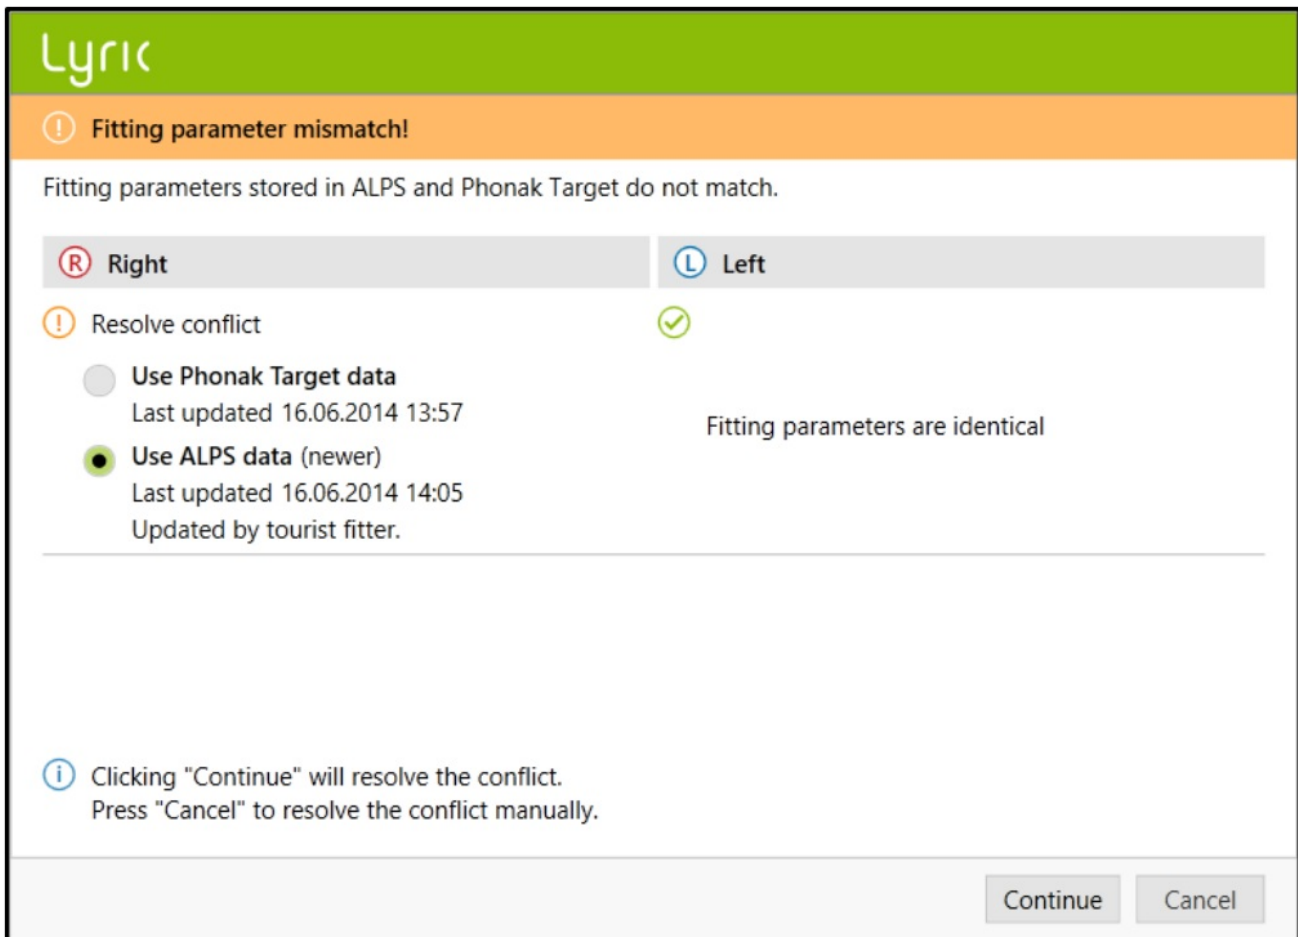 Lyric
Fitting parameter mismatch!
Fitting parameters stored in ALPS and Phonak Target do not match.
R Right
L Left
Resolve conflict
Use Phonak Target data
Last updated 16.06.2014 13:57
Use ALPS data (newer)
Last updated 16.06.2014 14:05
Updated by tourist fitter.
Fitting parameters are identical
Clicking "Continue" will resolve the conflict.
Press "Cancel" to resolve the conflict manually.
Continue
Cancel